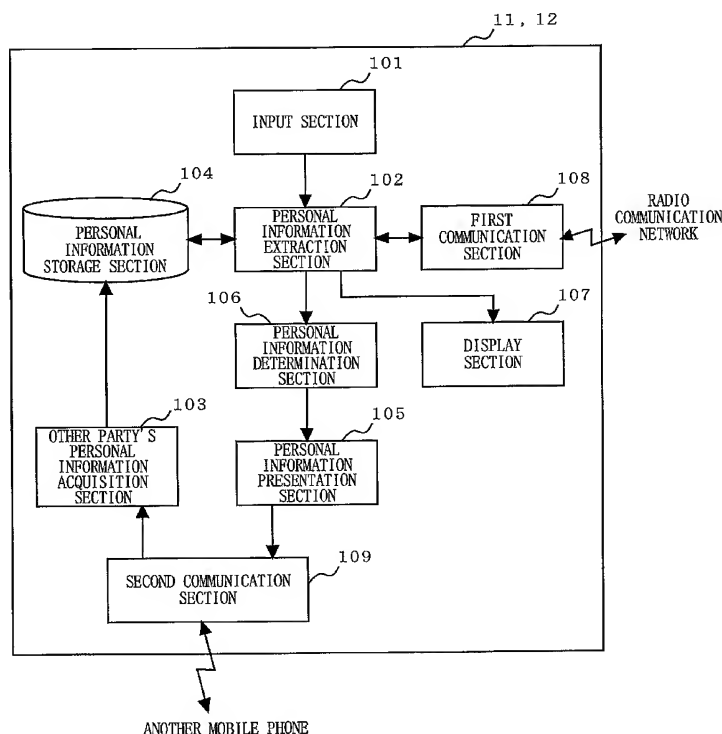 11, 12
101
INPUT SECTION
104
PERSONAL
INFORMATION
STORAGE SECTION
102
PERSONAL
INFORMATION
EXTRACTION
SECTION
108
FIRST
COMMUNICATION
SECTION
RADIO
COMMUNICATION
NETWORK
106
PERSONAL
INFORMATION
DETERMINATION
SECTION
107
DISPLAY
SECTION
103
OTHER PARTY'S
PERSONAL
INFORMATION
ACQUISITION
SECTION
105
PERSONAL
INFORMATION
PRESENTATION
SECTION
SECOND COMMUNICATION
SECTION
109
ANOTHER MOBILE PHONE